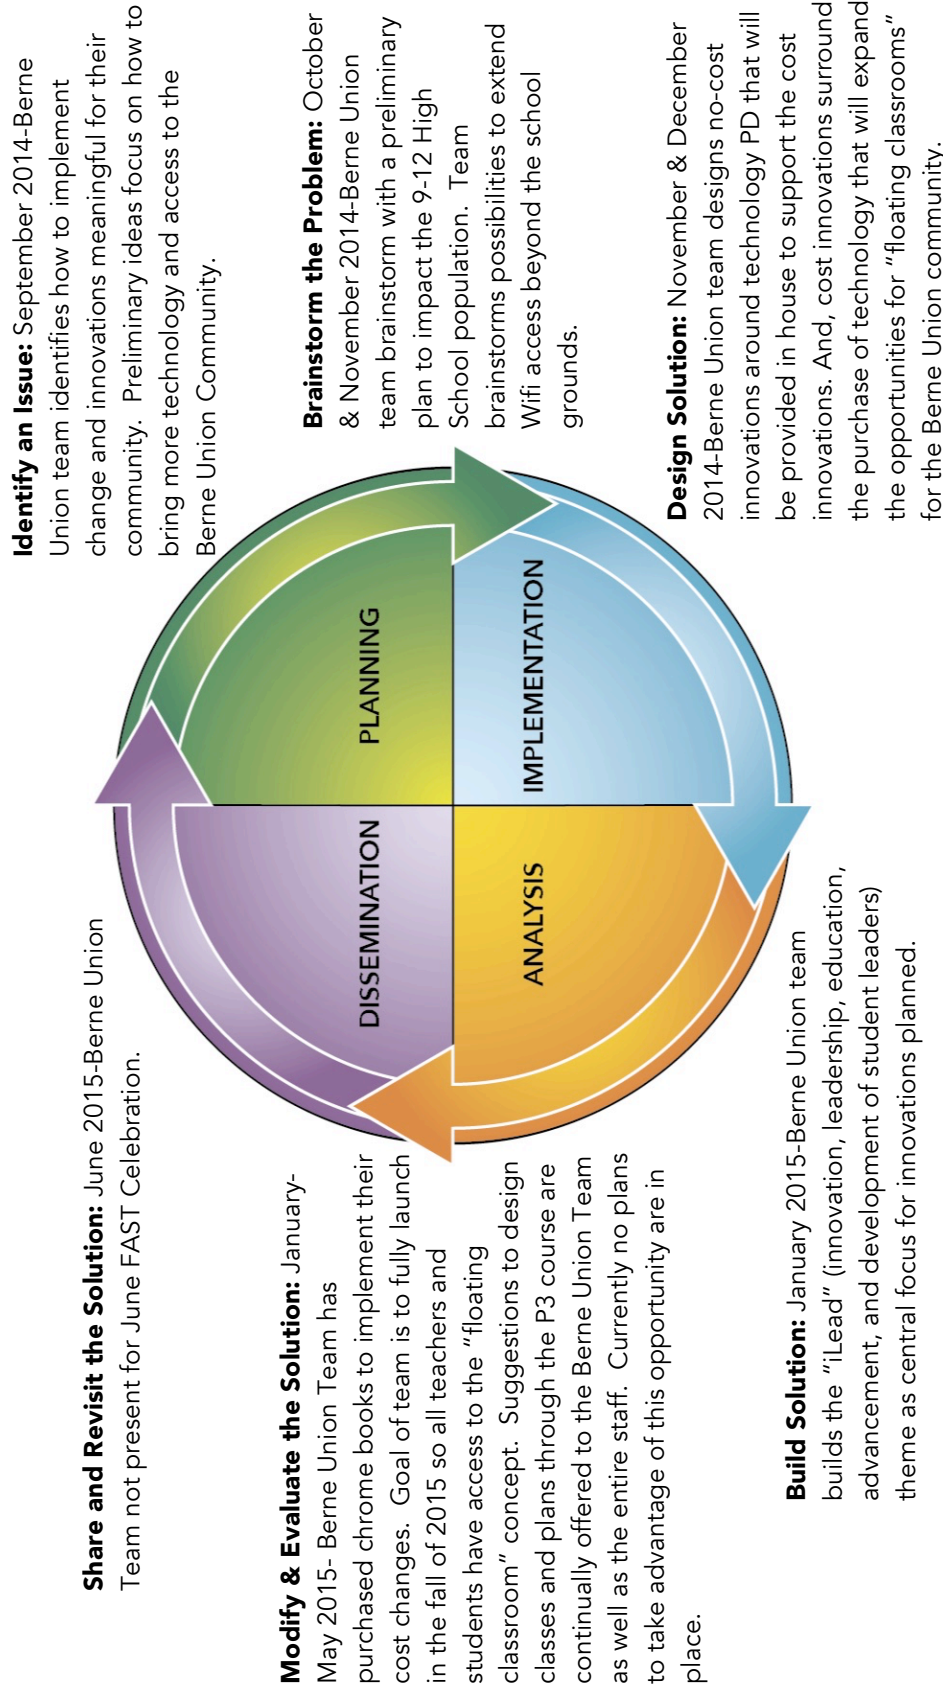 Identify an Issue: September 2014-Berne
Union team identifies how to implement
change and innovations meaningful for their
community.  Preliminary ideas focus on how to
bring more technology and access to the
Berne Union Community.
Brainstorm the Problem: October
& November 2014-Berne Union
team brainstorm with a preliminary
plan to impact the 9-12 High
School population.  Team
brainstorms possibilities to extend
Wifi access beyond the school
grounds.
Design Solution: November & December
2014-Berne Union team designs no-cost
innovations around technology PD that will
be provided in house to support the cost
innovations. And, cost innovations surround
the purchase of technology that will expand
the opportunities for “floating classrooms”
for the Berne Union community.
Build Solution: January 2015-Berne Union team
builds the “iLead” (innovation, leadership, education,
advancement, and development of student leaders)
theme as central focus for innovations planned.
Modify & Evaluate the Solution: January-
May 2015- Berne Union Team has
purchased chrome books to implement their
cost changes.  Goal of team is to fully launch
in the fall of 2015 so all teachers and
students have access to the “floating
classroom” concept.  Suggestions to design
classes and plans through the P3 course are
continually offered to the Berne Union Team
as well as the entire staff.  Currently no plans
to take advantage of this opportunity are in
place.
Share and Revisit the Solution: June 2015-Berne Union
Team not present for June FAST Celebration.
DISSEMINATION
PLANNING
ANALYSIS
IMPLEMENTATION